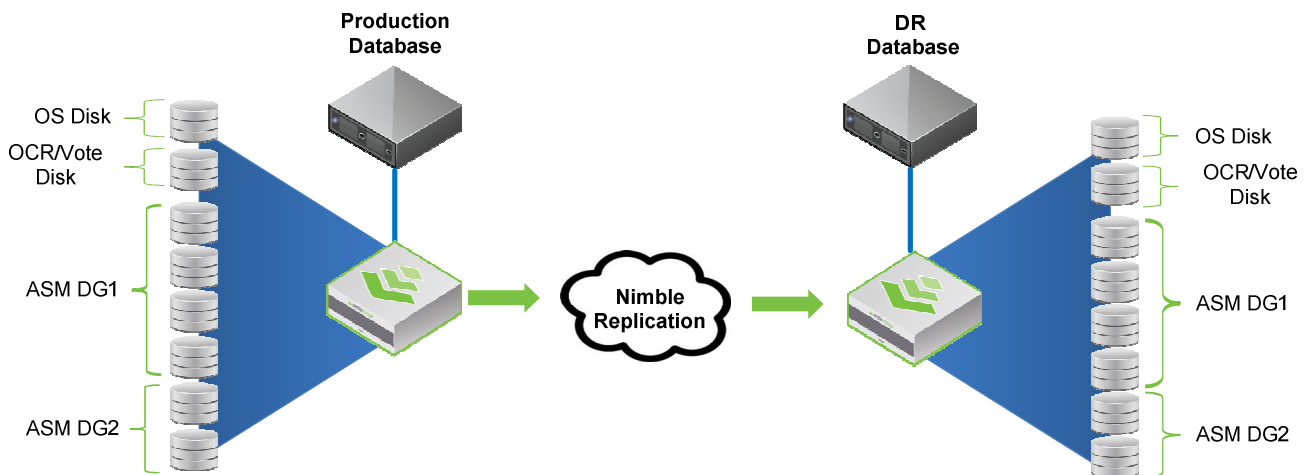 Production
Database
DR
Database
OS Disk
OCR/Vote
Disk
ASM DG1
ASM DG2
Nimble
Replication
OS Disk
OCR/Vote
Disk
ASM DG1
ASM DG2